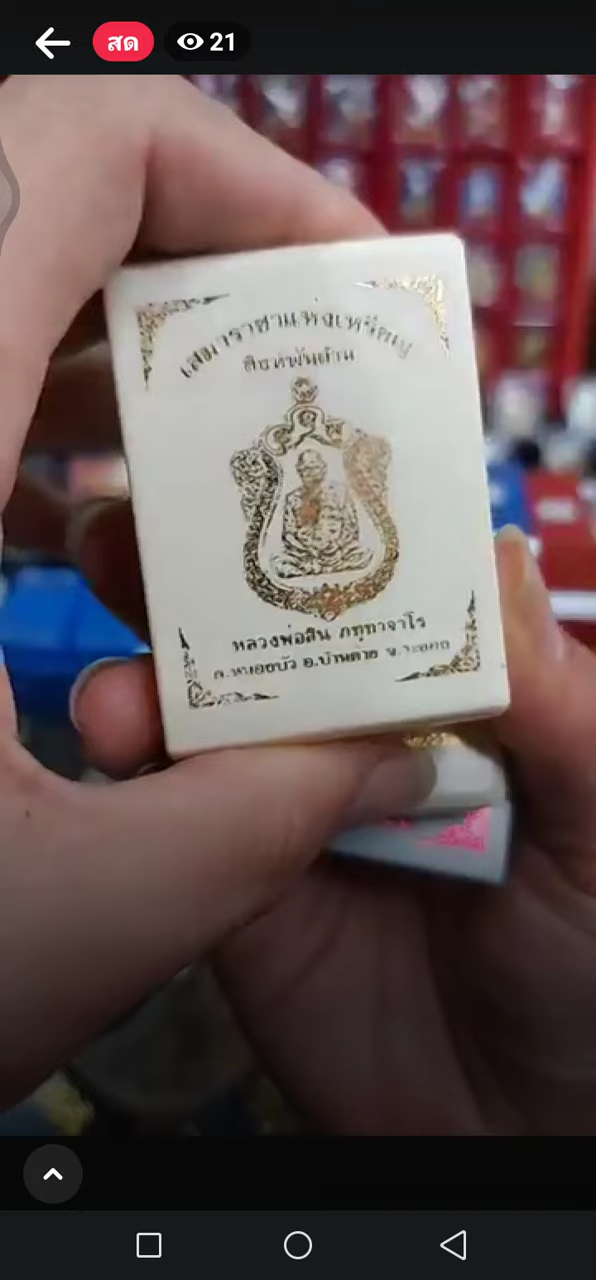 สด 21
เสมาราชาแห่งเหรียญ
หลวงพ่อสิน ภทฺทาจาโร
ต.หนองบัว อ.บ้านค่าย จ.ระยอง